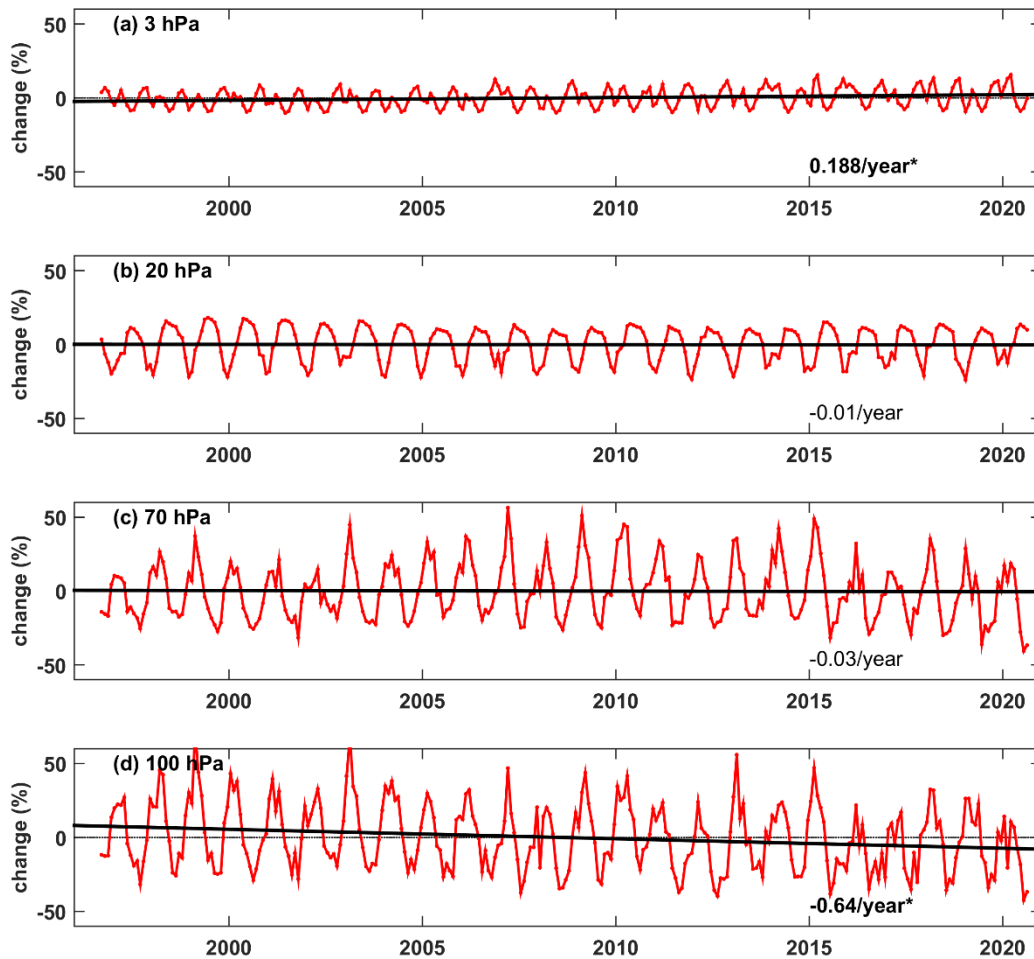 (a) 3 hPa
change (%)
50
0
-50
0.188/year*
2000 2005 2010 2015 2020
(b) 20 hPa
change (%)
50
0
-50
-0.01/year
2000 2005 2010 2015 2020
(c) 70 hPa
change (%)
50
0
-50
-0.03/year
2000 2005 2010 2015 2020
(d) 100 hPa
change (%)
50
0
-50
-0.64/year*
2000 2005 2010 2015 2020